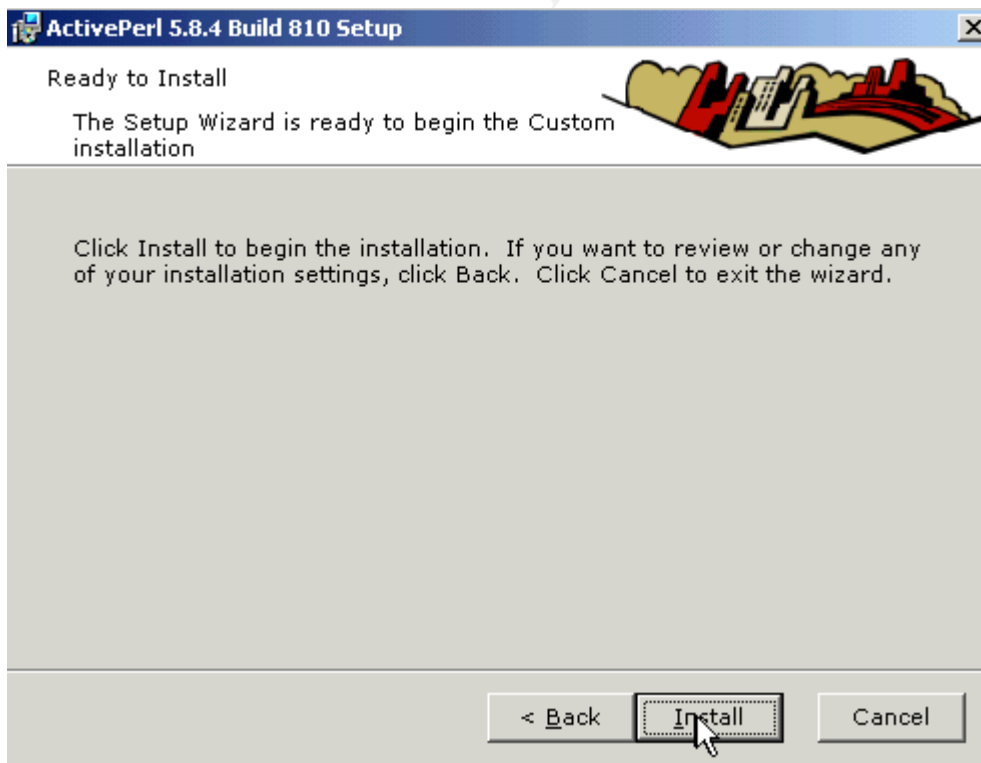 ActivePerl 5.8.4 Build 810 Setup
Ready to Install
The Setup Wizard is ready to begin the Custom
installation
Click Install to begin the installation.  If you want to review or change any
of your installation settings, click Back.  Click Cancel to exit the wizard.
< Back
Install
Cancel